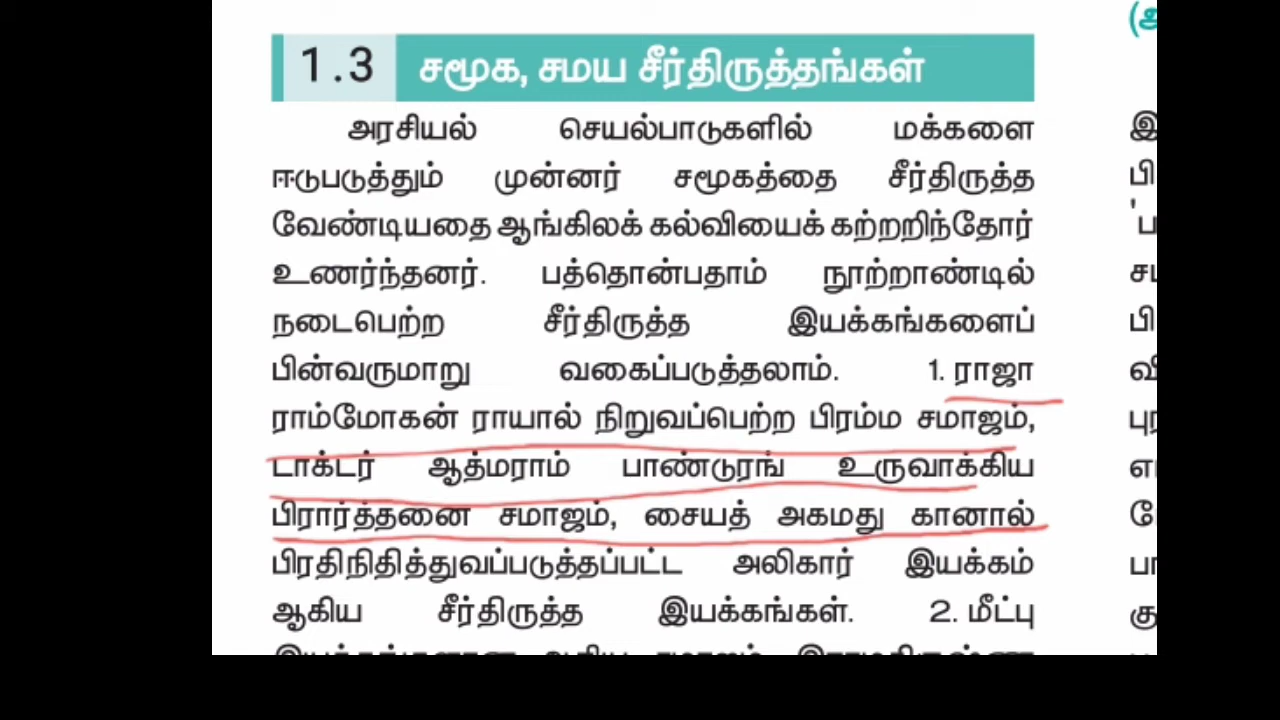 1.3 சமூக, சமய சீர்திருத்தங்கள்
அரசியல் செயல்பாடுகளில் மக்களை
ஈடுபடுத்தும் முன்னர் சமூகத்தை சீர்திருத்த
வேண்டியதை ஆங்கிலக் கல்வியைக் கற்றறிந்தோர்
உணர்ந்தனர். பத்தொன்பதாம் நூற்றாண்டில்
நடைபெற்ற சீர்திருத்த இயக்கங்களைப்
பின்வருமாறு வகைப்படுத்தலாம். 1. ராஜா
ராம்மோகன் ராயால் நிறுவப்பெற்ற பிரம்ம சமாஜம்,
டாக்டர் ஆத்மராம் பாண்டுரங் உருவாக்கிய
பிரார்த்தனை சமாஜம், சையத் அகமது கானால்
பிரதிநிதித்துவப்படுத்தப்பட்ட அலிகார் இயக்கம்
ஆகிய சீர்திருத்த இயக்கங்கள். 2. மீட்பு